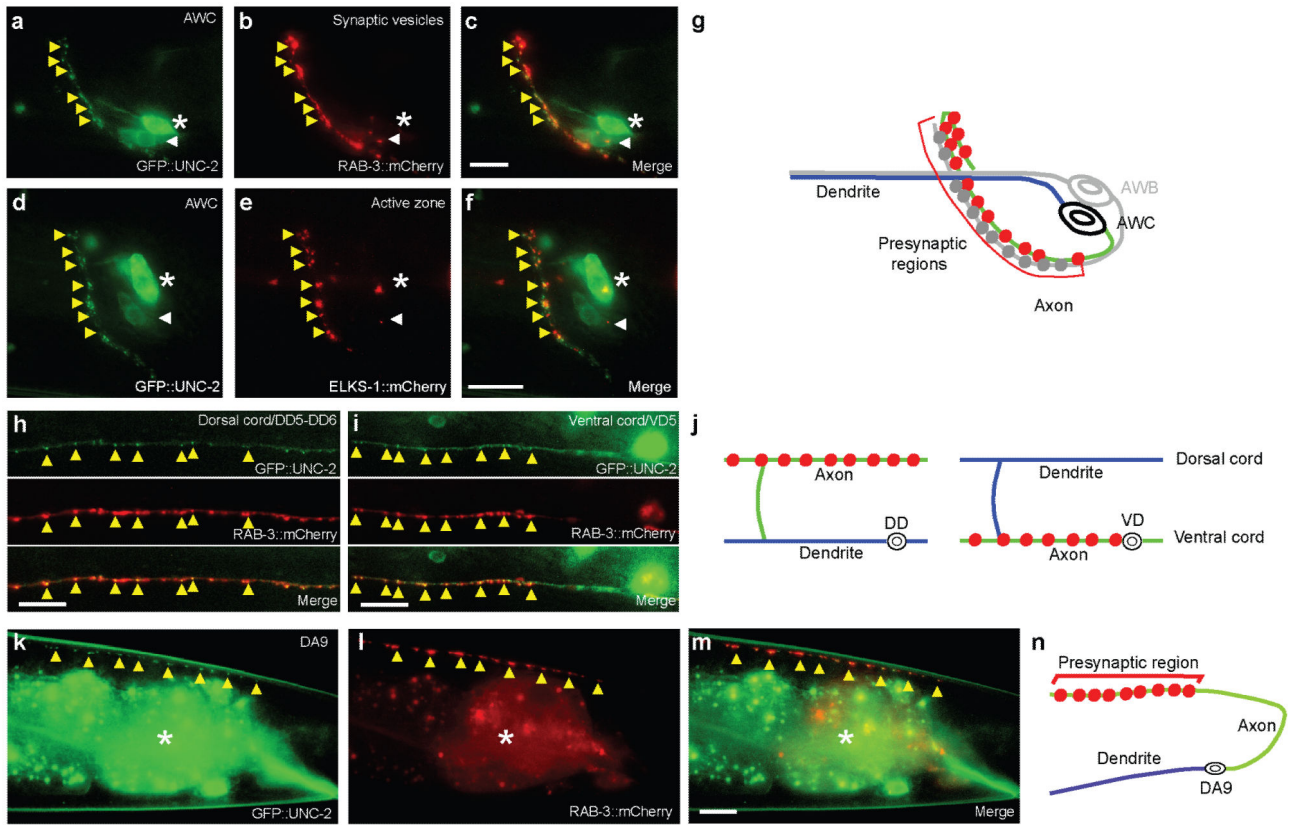 a
AWC
GFP::UNC-2
b
Synaptic vesicles
RAB-3::mCherry
c
Merge
d
AWC
GFP::UNC-2
e
Active zone
ELKS-1::mCherry
f
Merge
g
Dendrite
AWB
AWC
Presynaptic
regions
Axon
h
Dorsal cord/DD5-DD6
GFP::UNC-2
RAB-3::mCherry
Merge
i
Ventral cord/VD5
GFP::UNC-2
RAB-3::mCherry
Merge
j
Axon
DD
Dendrite
Dendrite
Dorsal cord
VD
Axon
Ventral cord
k
DA9
GFP::UNC-2
l
RAB-3::mCherry
m
Merge
n
Presynaptic region
Axon
Dendrite
DA9